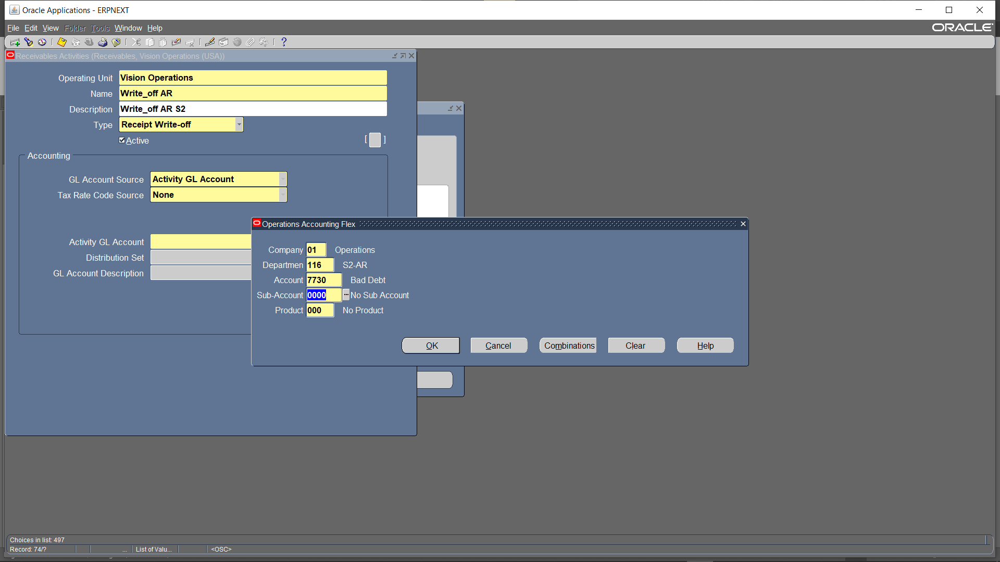 Oracle Applications - ERPNEXT
File Edit View Folder Tools Window Help
ORACLE
Receivables Activities (Receivables, Vision Operations (USA))
Operating Unit Vision Operations
Name Write_off AR
Description Write_off AR S2
Type Receipt Write-off
Active
[ ]
Accounting
GL Account Source Activity GL Account
Tax Rate Code Source None
Activity GL Account
Distribution Set
GL Account Description
Operations Accounting Flex
Company 01 Operations
Departmen 116 S2-AR
Account 7730 Bad Debt
Sub-Account 0000 ... No Sub Account
Product 000 No Product
OK Cancel Combinations Clear Help
Choices in list: 497
Record: 74/? ... List of Valu... <OSC>